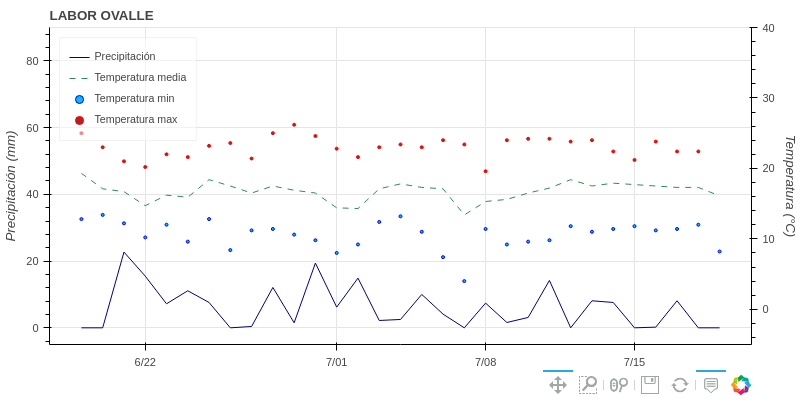 LABOR OVALLE
Precipitación
Temperatura media
Temperatura min
Temperatura max
Precipitación (mm)
80
60
40
20
0
Temperatura (°C)
40
30
20
10
0
6/22
7/01
7/08
7/15